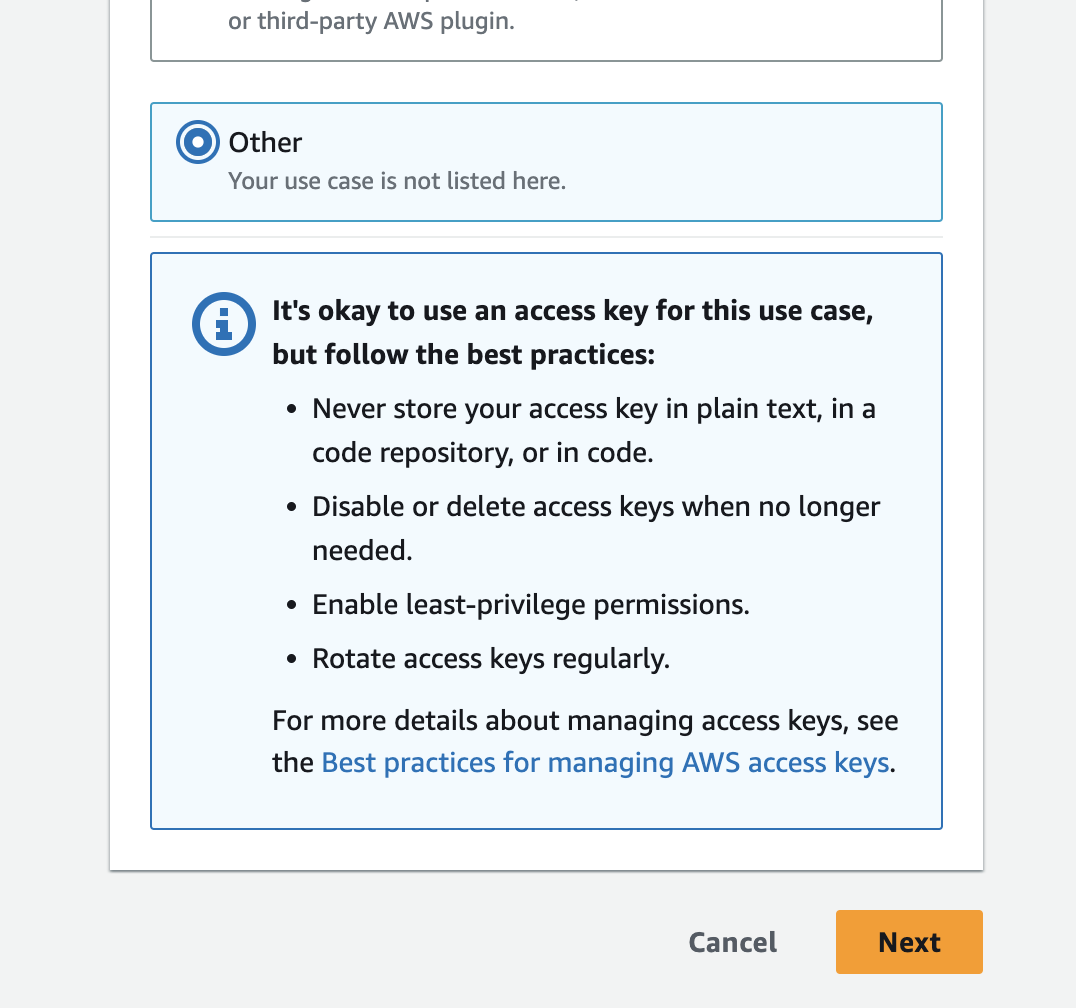 or third-party AWS plugin.
Other
Your use case is not listed here.
It's okay to use an access key for this use case,
but follow the best practices:
• Never store your access key in plain text, in a
code repository, or in code.
• Disable or delete access keys when no longer
needed.
• Enable least-privilege permissions.
• Rotate access keys regularly.
For more details about managing access keys, see
the Best practices for managing AWS access keys.
Cancel
Next